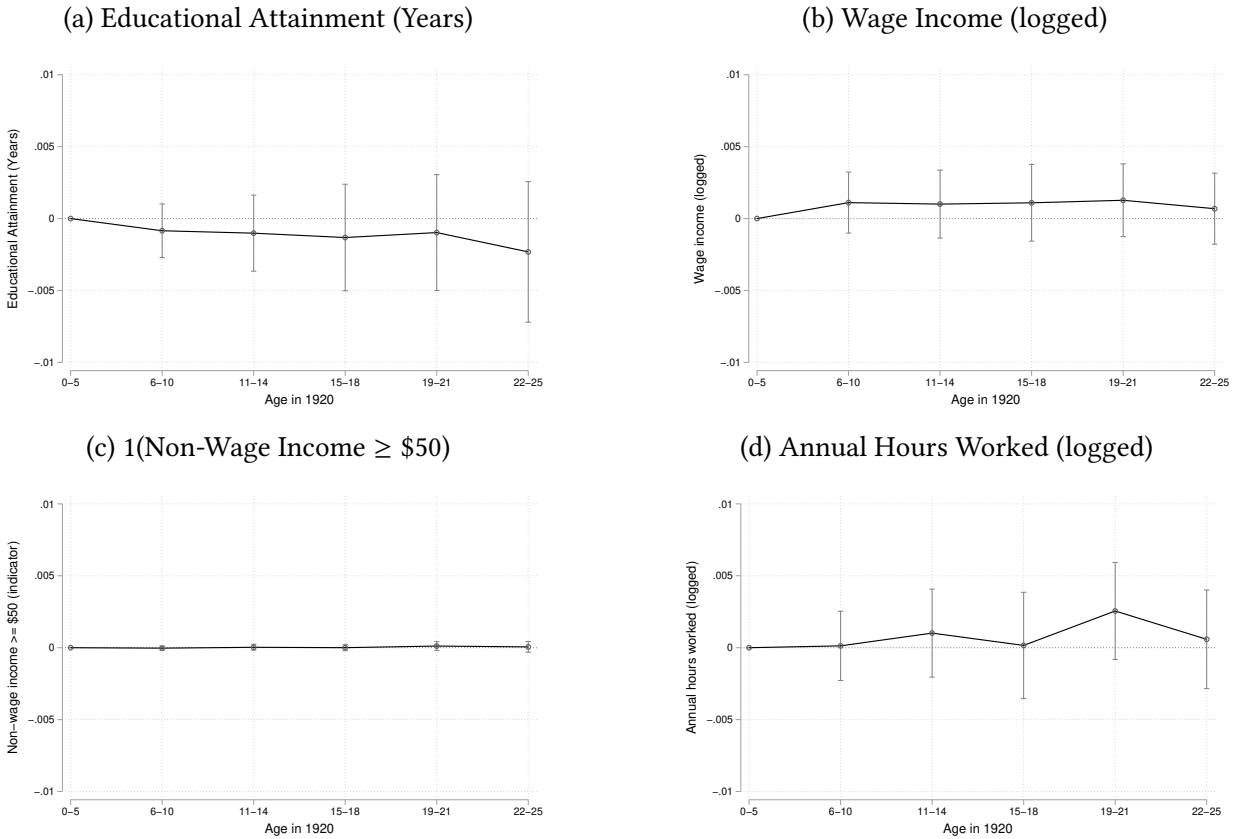 (a) Educational Attainment (Years)
.01
.005
0
−.005
−.01
Educational Attainment (Years)
0−5 6−10 11−14 15−18 19−21 22−25
Age in 1920
(b) Wage Income (logged)
.01
.005
0
−.005
−.01
Wage income (logged)
0−5 6−10 11−14 15−18 19−21 22−25
Age in 1920
(c) 1(Non-Wage Income ≥ $50)
.01
.005
0
−.005
−.01
Non−wage income >= $50 (indicator)
0−5 6−10 11−14 15−18 19−21 22−25
Age in 1920
(d) Annual Hours Worked (logged)
.01
.005
0
−.005
−.01
Annual hours worked (logged)
0−5 6−10 11−14 15−18 19−21 22−25
Age in 1920